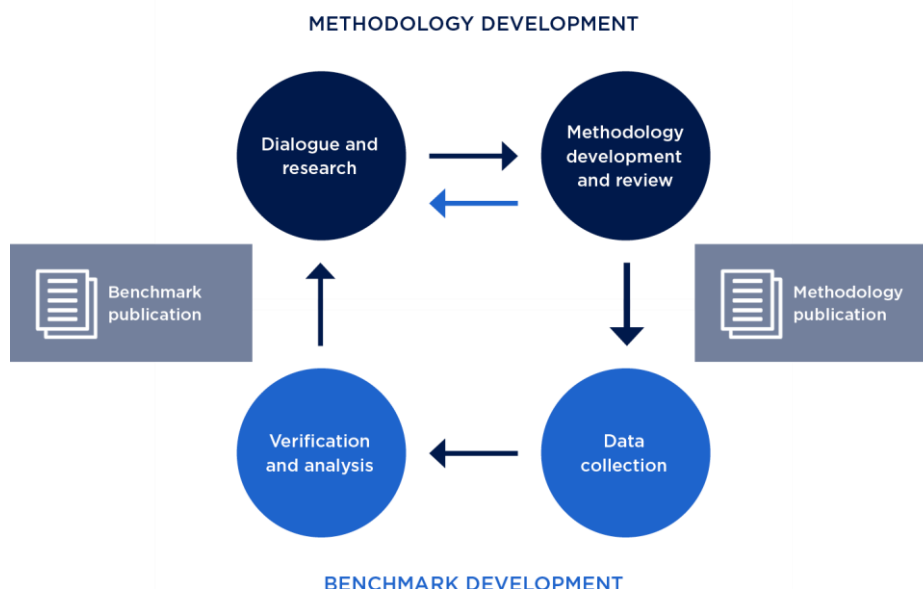 METHODOLOGY DEVELOPMENT
Dialogue and
research
Methodology
development
and review
Benchmark
publication
Methodology
publication
Verification
and analysis
Data
collection
BENCHMARK DEVELOPMENT